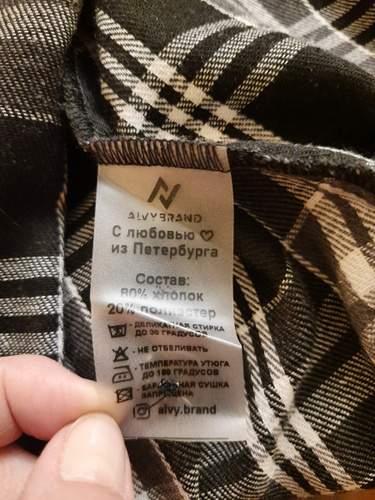 ALVYBRAND
С любовью
из Петербурга
Состав:
80% хлопок
20% полиэстер
- ДЕЛИКАТНАЯ СТИРКА
ДО 30 ГРАДУСОВ
- НЕ ОТБЕЛИВАТЬ
- ТЕМПЕРАТУРА УТЮГА
ДО 150 ГРАДУСОВ
- БАРАБАННАЯ СУШКА
ЗАПРЕЩЕНА
alvy.brand